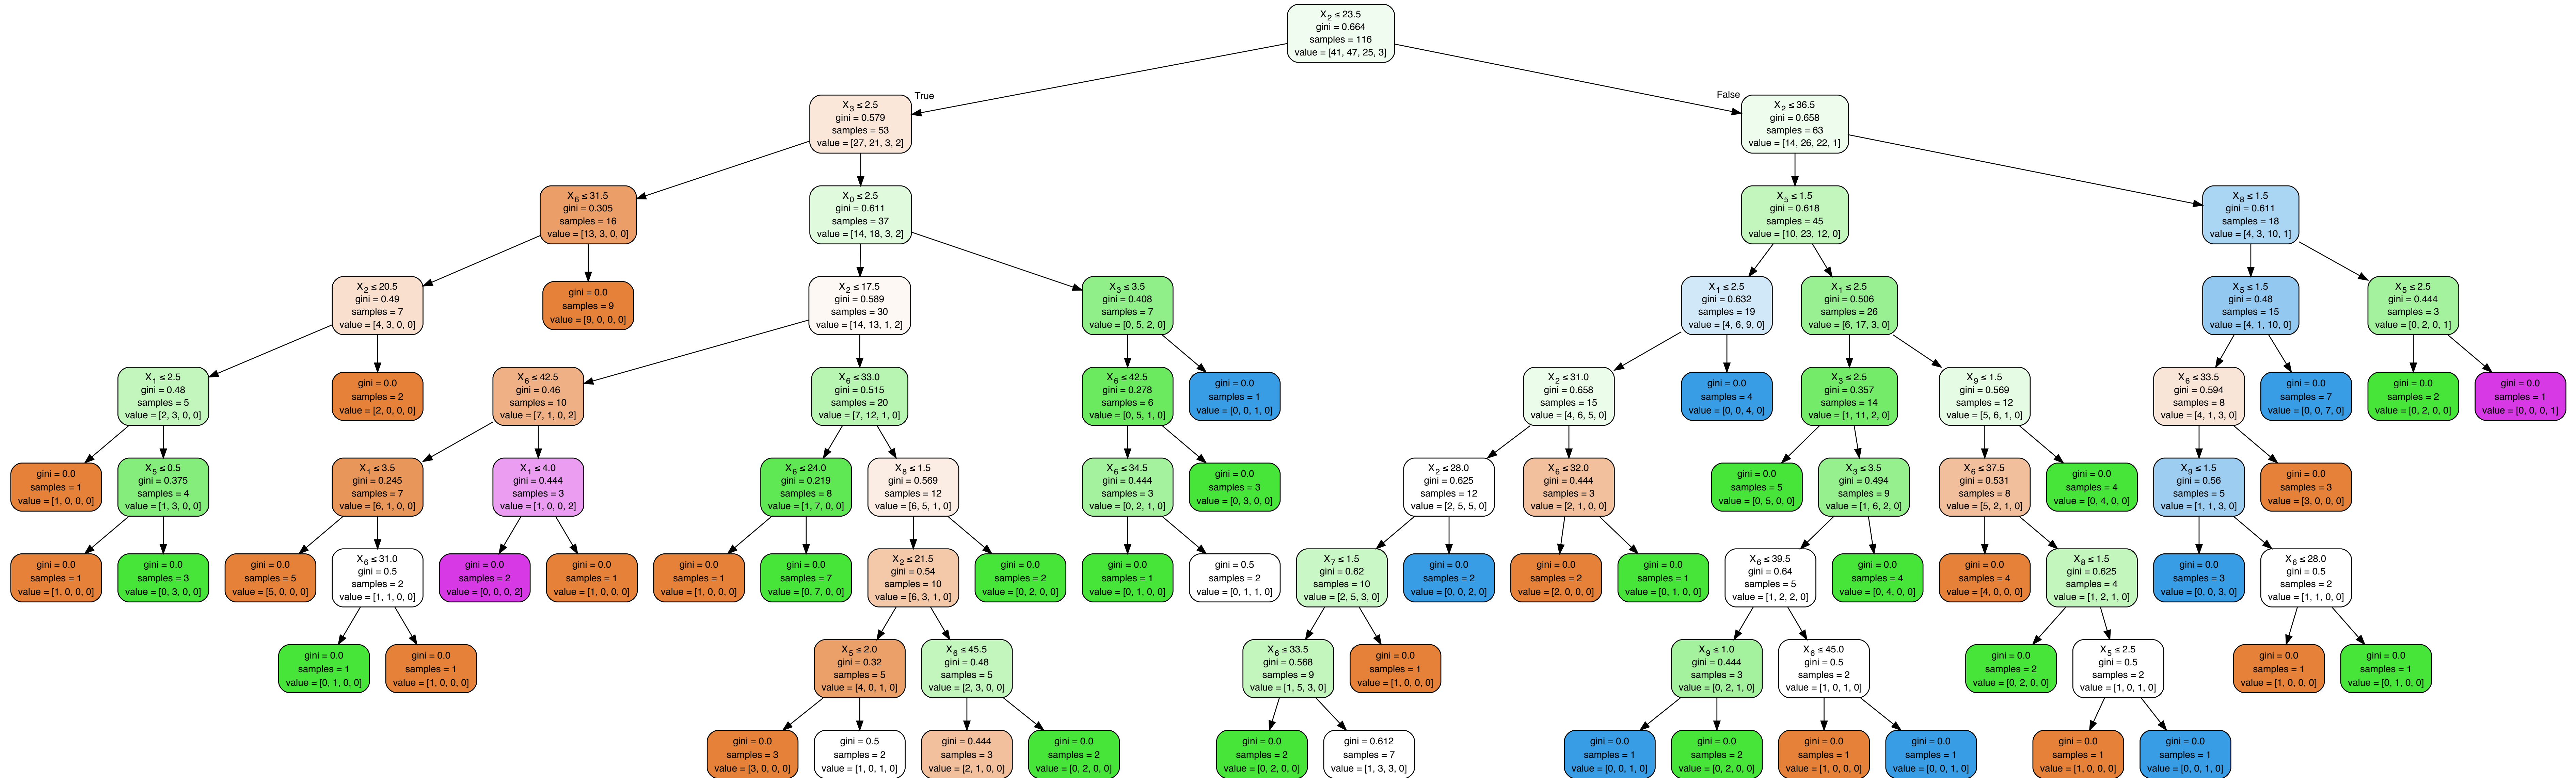 X2 ≤ 23.5
gini = 0.664
samples = 116
value = [41, 47, 25, 3]
True
False
X3 ≤ 2.5
gini = 0.579
samples = 53
value = [27, 21, 3, 2]
X2 ≤ 36.5
gini = 0.658
samples = 63
value = [14, 26, 22, 1]
X6 ≤ 31.5
gini = 0.305
samples = 16
value = [13, 3, 0, 0]
X0 ≤ 2.5
gini = 0.611
samples = 37
value = [14, 18, 3, 2]
X5 ≤ 1.5
gini = 0.618
samples = 45
value = [10, 23, 12, 0]
X8 ≤ 1.5
gini = 0.611
samples = 18
value = [4, 3, 10, 1]
X2 ≤ 20.5
gini = 0.49
samples = 7
value = [4, 3, 0, 0]
gini = 0.0
samples = 9
value = [9, 0, 0, 0]
X2 ≤ 17.5
gini = 0.589
samples = 30
value = [14, 13, 1, 2]
X3 ≤ 3.5
gini = 0.408
samples = 7
value = [0, 5, 2, 0]
X1 ≤ 2.5
gini = 0.632
samples = 19
value = [4, 6, 9, 0]
X1 ≤ 2.5
gini = 0.506
samples = 26
value = [6, 17, 3, 0]
X5 ≤ 1.5
gini = 0.48
samples = 15
value = [4, 1, 10, 0]
X5 ≤ 2.5
gini = 0.444
samples = 3
value = [0, 2, 0, 1]
X1 ≤ 2.5
gini = 0.48
samples = 5
value = [2, 3, 0, 0]
gini = 0.0
samples = 2
value = [2, 0, 0, 0]
X6 ≤ 42.5
gini = 0.46
samples = 10
value = [7, 1, 0, 2]
X6 ≤ 33.0
gini = 0.515
samples = 20
value = [7, 12, 1, 0]
X6 ≤ 42.5
gini = 0.278
samples = 6
value = [0, 5, 1, 0]
gini = 0.0
samples = 1
value = [0, 0, 1, 0]
X2 ≤ 31.0
gini = 0.658
samples = 15
value = [4, 6, 5, 0]
gini = 0.0
samples = 4
value = [0, 0, 4, 0]
X3 ≤ 2.5
gini = 0.357
samples = 14
value = [1, 11, 2, 0]
X9 ≤ 1.5
gini = 0.569
samples = 12
value = [5, 6, 1, 0]
X6 ≤ 33.5
gini = 0.594
samples = 8
value = [4, 1, 3, 0]
gini = 0.0
samples = 7
value = [0, 0, 7, 0]
gini = 0.0
samples = 2
value = [0, 2, 0, 0]
gini = 0.0
samples = 1
value = [0, 0, 0, 1]
gini = 0.0
samples = 1
value = [1, 0, 0, 0]
X5 ≤ 0.5
gini = 0.375
samples = 4
value = [1, 3, 0, 0]
X1 ≤ 3.5
gini = 0.245
samples = 7
value = [6, 1, 0, 0]
X1 ≤ 4.0
gini = 0.444
samples = 3
value = [1, 0, 0, 2]
X6 ≤ 24.0
gini = 0.219
samples = 8
value = [1, 7, 0, 0]
X8 ≤ 1.5
gini = 0.569
samples = 12
value = [6, 5, 1, 0]
X6 ≤ 34.5
gini = 0.444
samples = 3
value = [0, 2, 1, 0]
gini = 0.0
samples = 3
value = [0, 3, 0, 0]
X2 ≤ 28.0
gini = 0.625
samples = 12
value = [2, 5, 5, 0]
X6 ≤ 32.0
gini = 0.444
samples = 3
value = [2, 1, 0, 0]
gini = 0.0
samples = 5
value = [0, 5, 0, 0]
X3 ≤ 3.5
gini = 0.494
samples = 9
value = [1, 6, 2, 0]
X6 ≤ 37.5
gini = 0.531
samples = 8
value = [5, 2, 1, 0]
gini = 0.0
samples = 4
value = [0, 4, 0, 0]
X9 ≤ 1.5
gini = 0.56
samples = 5
value = [1, 1, 3, 0]
gini = 0.0
samples = 3
value = [3, 0, 0, 0]
gini = 0.0
samples = 1
value = [1, 0, 0, 0]
gini = 0.0
samples = 3
value = [0, 3, 0, 0]
gini = 0.0
samples = 5
value = [5, 0, 0, 0]
X6 ≤ 31.0
gini = 0.5
samples = 2
value = [1, 1, 0, 0]
gini = 0.0
samples = 2
value = [0, 0, 0, 2]
gini = 0.0
samples = 1
value = [1, 0, 0, 0]
gini = 0.0
samples = 1
value = [1, 0, 0, 0]
gini = 0.0
samples = 7
value = [0, 7, 0, 0]
X2 ≤ 21.5
gini = 0.54
samples = 10
value = [6, 3, 1, 0]
gini = 0.0
samples = 2
value = [0, 2, 0, 0]
gini = 0.0
samples = 1
value = [0, 1, 0, 0]
gini = 0.5
samples = 2
value = [0, 1, 1, 0]
X7 ≤ 1.5
gini = 0.62
samples = 10
value = [2, 5, 3, 0]
gini = 0.0
samples = 2
value = [0, 0, 2, 0]
gini = 0.0
samples = 2
value = [2, 0, 0, 0]
gini = 0.0
samples = 1
value = [0, 1, 0, 0]
X6 ≤ 39.5
gini = 0.64
samples = 5
value = [1, 2, 2, 0]
gini = 0.0
samples = 4
value = [0, 4, 0, 0]
gini = 0.0
samples = 4
value = [4, 0, 0, 0]
X8 ≤ 1.5
gini = 0.625
samples = 4
value = [1, 2, 1, 0]
gini = 0.0
samples = 3
value = [0, 0, 3, 0]
X6 ≤ 28.0
gini = 0.5
samples = 2
value = [1, 1, 0, 0]
gini = 0.0
samples = 1
value = [0, 1, 0, 0]
gini = 0.0
samples = 1
value = [1, 0, 0, 0]
X5 ≤ 2.0
gini = 0.32
samples = 5
value = [4, 0, 1, 0]
X6 ≤ 45.5
gini = 0.48
samples = 5
value = [2, 3, 0, 0]
X6 ≤ 33.5
gini = 0.568
samples = 9
value = [1, 5, 3, 0]
gini = 0.0
samples = 1
value = [1, 0, 0, 0]
X9 ≤ 1.0
gini = 0.444
samples = 3
value = [0, 2, 1, 0]
X6 ≤ 45.0
gini = 0.5
samples = 2
value = [1, 0, 1, 0]
gini = 0.0
samples = 2
value = [0, 2, 0, 0]
X5 ≤ 2.5
gini = 0.5
samples = 2
value = [1, 0, 1, 0]
gini = 0.0
samples = 1
value = [1, 0, 0, 0]
gini = 0.0
samples = 1
value = [0, 1, 0, 0]
gini = 0.0
samples = 3
value = [3, 0, 0, 0]
gini = 0.5
samples = 2
value = [1, 0, 1, 0]
gini = 0.444
samples = 3
value = [2, 1, 0, 0]
gini = 0.0
samples = 2
value = [0, 2, 0, 0]
gini = 0.0
samples = 2
value = [0, 2, 0, 0]
gini = 0.612
samples = 7
value = [1, 3, 3, 0]
gini = 0.0
samples = 1
value = [0, 0, 1, 0]
gini = 0.0
samples = 2
value = [0, 2, 0, 0]
gini = 0.0
samples = 1
value = [1, 0, 0, 0]
gini = 0.0
samples = 1
value = [0, 0, 1, 0]
gini = 0.0
samples = 1
value = [1, 0, 0, 0]
gini = 0.0
samples = 1
value = [0, 0, 1, 0]